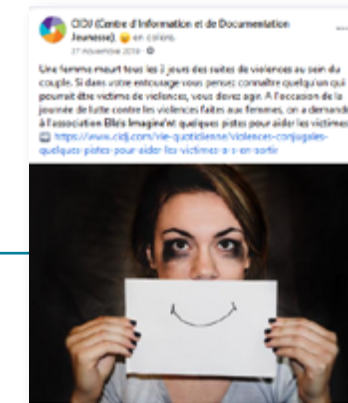 CIDJ (Centre d'Information et de Documentation
Jeunesse) en colère.
27 novembre 2019
Une femme meurt tous les 3 jours des suites de violences au sein du
couple. Si dans votre entourage vous pensez connaître quelqu'un qui
pourrait être victime de violences, vous devez agir. A l'occasion de la
journée de lutte contre les violences faites aux femmes, on a demandé
à l'association Elle's Imagine'nt quelques pistes pour aider les victimes
https://www.cidj.com/vie-quotidienne/violences-conjugales-
quelques-pistes-pour-aider-les-victimes-a-s-en-sortir